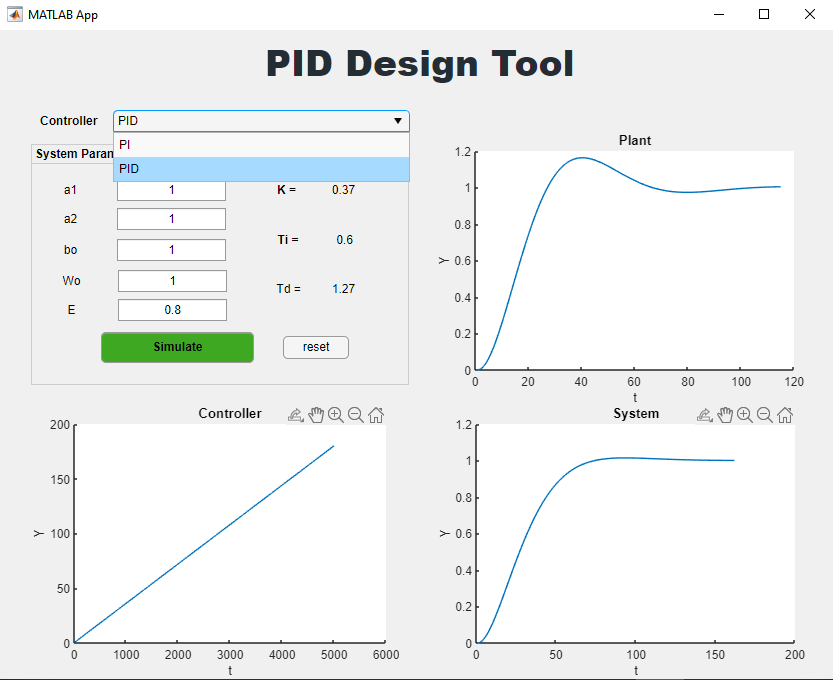 MATLAB App
PID Design Tool
Controller PID
PI
PID
System Paran
a1 1
a2 1
bo 1
Wo 1
E 0.8
K = 0.37
Ti = 0.6
Td = 1.27
Simulate reset
Plant
1.2
1
0.8
0.6
0.4
0.2
0
Y
0 20 40 60 80 100 120
t
Controller
200
150
100
50
0
Y
0 1000 2000 3000 4000 5000 6000
t
System
1.2
1
0.8
0.6
0.4
0.2
0
Y
0 50 100 150 200
t